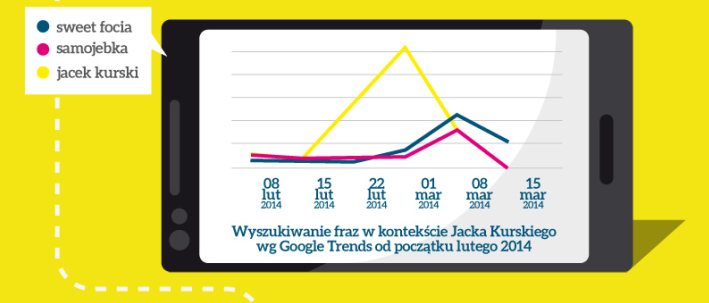 sweet focia
samojebka
jacek kurski
08 15 22 01 08 15
lut lut lut mar mar mar
2014 2014 2014 2014 2014 2014
Wyszukiwanie fraz w kontekście Jacka Kurskiego
wg Google Trends od początku lutego 2014